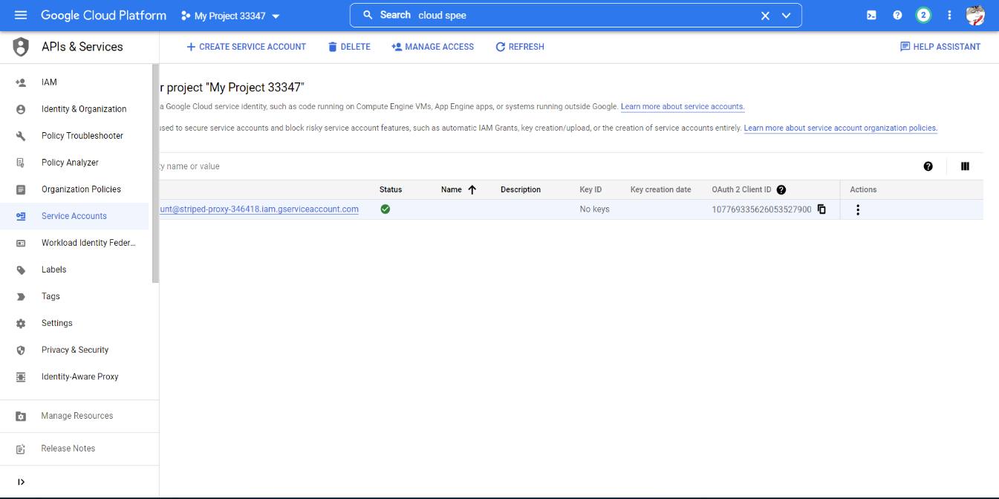 Google Cloud Platform My Project 33347 Search cloud spee 2
APIs & Services CREATE SERVICE ACCOUNT DELETE MANAGE ACCESS REFRESH HELP ASSISTANT
IAM
Identity & Organization
Policy Troubleshooter
Policy Analyzer
Organization Policies
Service Accounts
Workload Identity Feder...
Labels
Tags
Settings
Privacy & Security
Identity-Aware Proxy
Manage Resources
Release Notes
r project "My Project 33347"
a Google Cloud service identity, such as code running on Compute Engine VMs, App Engine apps, or systems running outside Google. Learn more about service accounts.
used to secure service accounts and block risky service account features, such as automatic IAM Grants, key creation/upload, or the creation of service accounts entirely. Learn more about service account organization policies.
ty name or value
Status Name Description Key ID Key creation date OAuth 2 Client ID Actions
unt@striped-proxy-346418.iam.gserviceaccount.com No keys 107769335626053527900